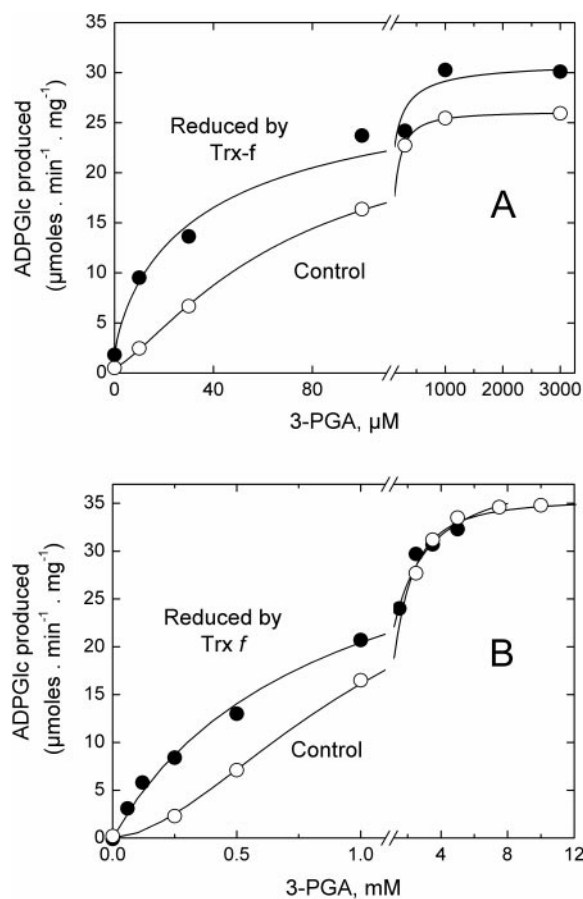 35
30
25
20
15
10
5
0
ADPGlc produced
(µmoles . min⁻¹ . mg⁻¹)
Reduced by
Trx-f
Control
A
0 40 80 1000 2000 3000
3-PGA, µM
35
30
25
20
15
10
5
0
ADPGlc produced
(µmoles . min⁻¹ . mg⁻¹)
Reduced by
Trx f
Control
B
0.0 0.5 1.0 4 8 12
3-PGA, mM